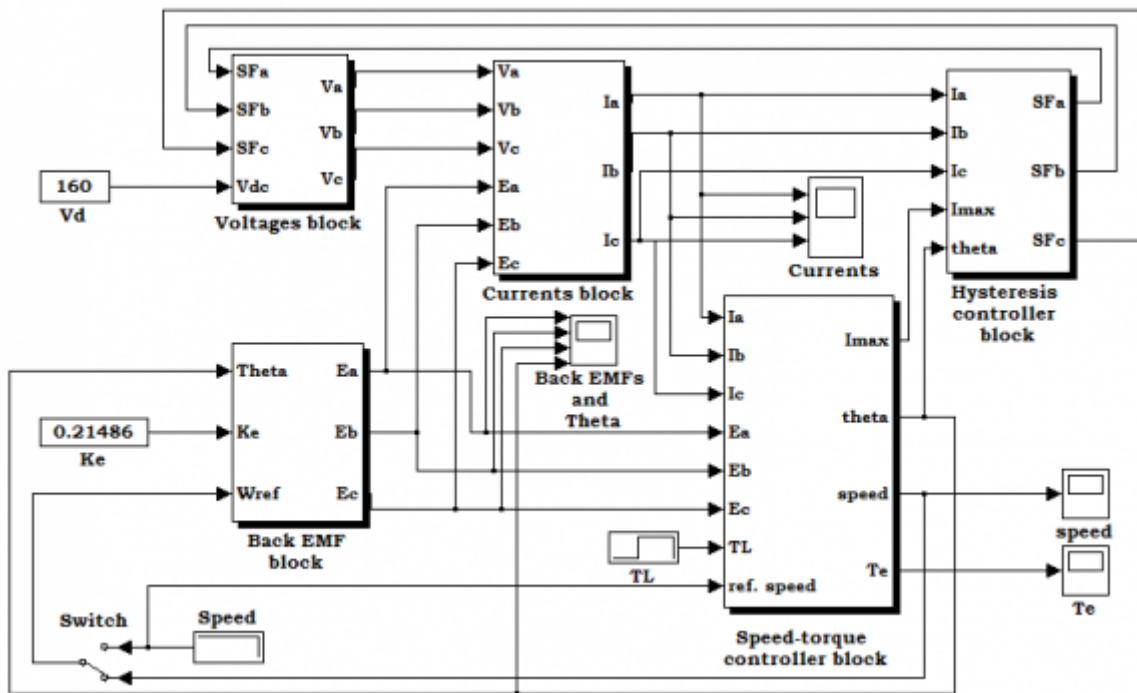 SFa
SFb
SFc
Vdc
Va
Vb
Vc
Voltages block
160
Vd
Va
Vb
Vc
Ea
Eb
Ec
Ia
Ib
Ic
Currents block
Currents
Ia
Ib
Ic
Imax
theta
SFa
SFb
SFc
Hysteresis
controller
block
Theta
Ke
Wref
Ea
Eb
Ec
Back EMF
block
0.21486
Ke
Back EMFs
and
Theta
Ia
Ib
Ic
Ea
Eb
Ec
TL
ref. speed
Imax
theta
speed
Te
Speed-torque
controller block
TL
speed
Te
Switch
Speed